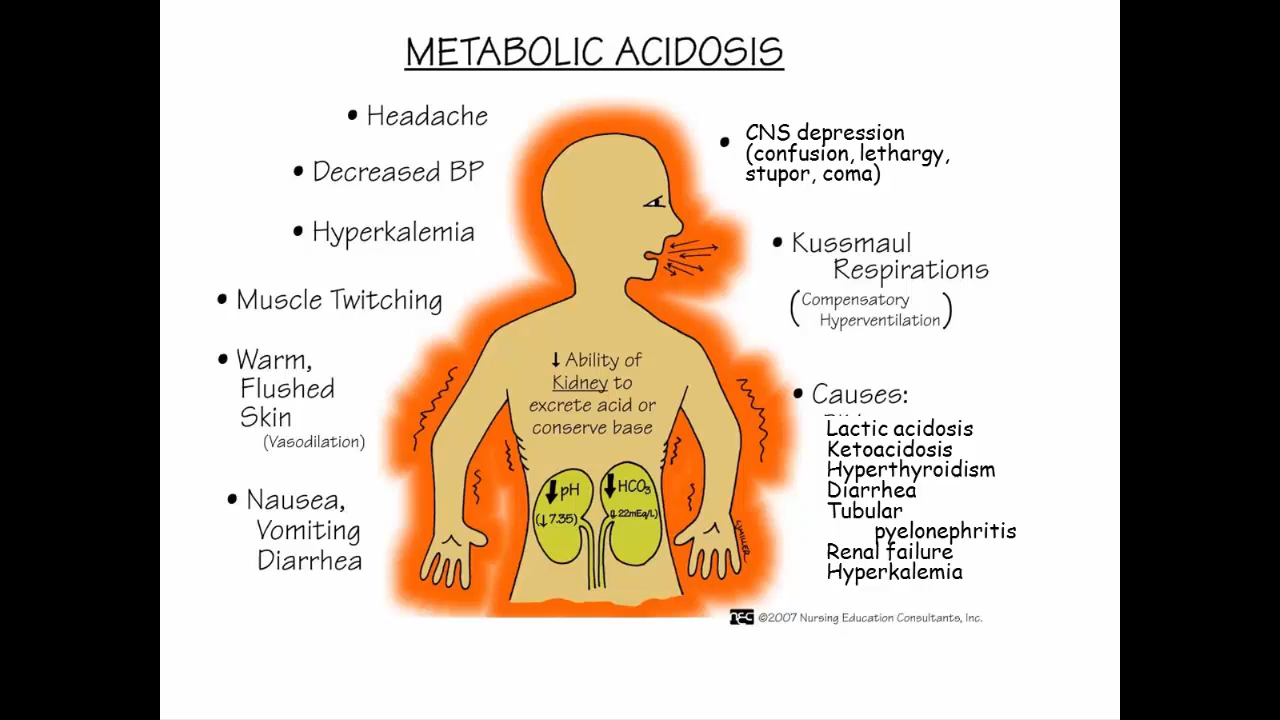 METABOLIC ACIDOSIS
• Headache
• Decreased BP
• Hyperkalemia
• Muscle Twitching
• Warm,
Flushed
Skin
(Vasodilation)
• Nausea,
Vomiting
Diarrhea
↓ Ability of
Kidney to
excrete acid or
conserve base
↓pH
(↓7.35)
↓HCO₃
(↓22mEq/L)
• CNS depression
(confusion, lethargy,
stupor, coma)
• Kussmaul
Respirations
(Compensatory
Hyperventilation)
• Causes:
Lactic acidosis
Ketoacidosis
Hyperthyroidism
Diarrhea
Tubular
pyelonephritis
Renal failure
Hyperkalemia
©2007 Nursing Education Consultants, Inc.